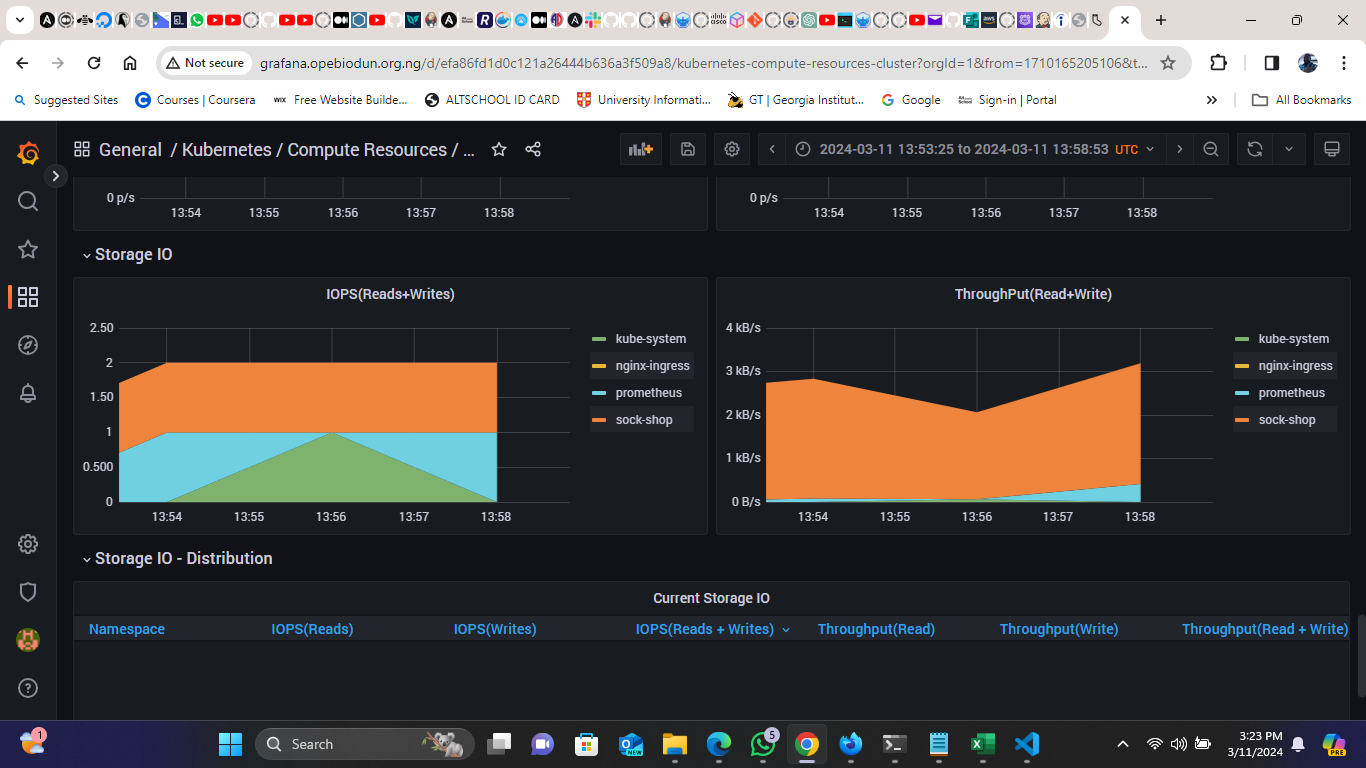 Not secure
grafana.opebiodun.org.ng/d/efa86fd1d0c121a26444b636a3f509a8/kubernetes-compute-resources-cluster?orgId=1&from=1710165205106&t...
Suggested Sites
Courses | Coursera
WIX Free Website Builde...
ALTSCHOOL ID CARD
University Informati...
GT | Georgia Institut...
Google
Sign-in | Portal
All Bookmarks
General / Kubernetes / Compute Resources / ...
2024-03-11 13:53:25 to 2024-03-11 13:58:53 UTC
0 p/s
13:54 13:55 13:56 13:57 13:58
0 p/s
13:54 13:55 13:56 13:57 13:58
Storage IO
IOPS(Reads+Writes)
2.50
2
1.50
1
0.500
0
13:54 13:55 13:56 13:57 13:58
kube-system
nginx-ingress
prometheus
sock-shop
ThroughPut(Read+Write)
4 kB/s
3 kB/s
2 kB/s
1 kB/s
0 B/s
13:54 13:55 13:56 13:57 13:58
kube-system
nginx-ingress
prometheus
sock-shop
Storage IO - Distribution
Current Storage IO
Namespace IOPS(Reads) IOPS(Writes) IOPS(Reads + Writes) Throughput(Read) Throughput(Write) Throughput(Read + Write)
1
Search
NEW
5
3:23 PM
3/11/2024
PRE